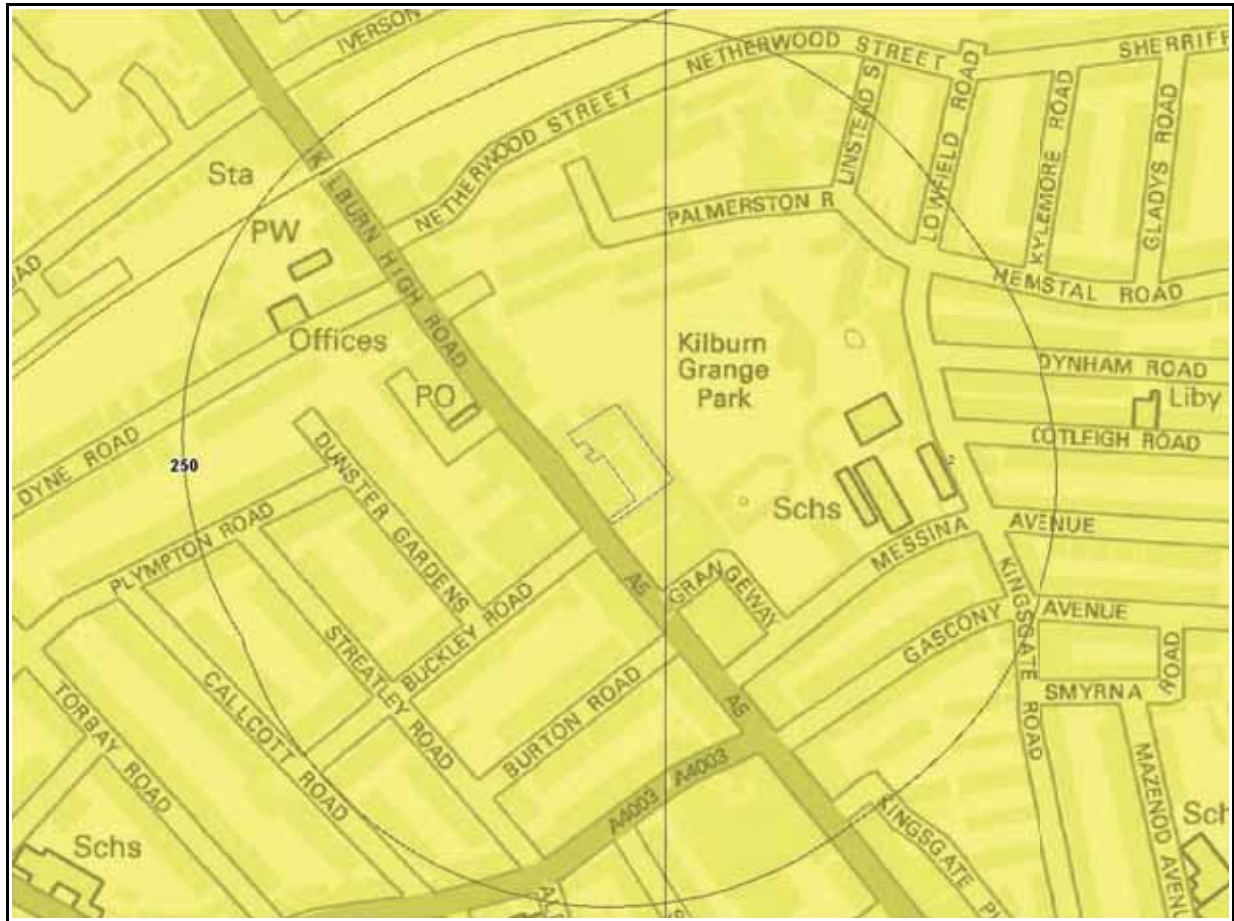 IVERSON
NETHERWOOD STREET
SHERRIFF
LINSTEAD S
LOWFIELD ROAD
KYLEMORE ROAD
GLADYS ROAD
K LBURN HIGH ROAD
NETHERWOOD STREET
Sta
PW
PALMERSTON R
HEMSTAL ROAD
Offices
Kilburn
Grange
Park
DYNHAM ROAD
PO
Liby
COTLEIGH ROAD
DYNE ROAD
250
DUNSTER GARDENS
2
Schs
PLYMPTON ROAD
MESSINA
AVENUE
A5
GRANGEWAY
KINGSGATE ROAD
AVENUE
GASCONY
BUCKLEY ROAD
STREATLEY ROAD
CALLCOTT ROAD
SMYRNA
ROAD
TORBAY ROAD
BURTON ROAD
A5
A4003
A4003
MAZENOD AVEN
KINGSGATE PL
Schs
Sch